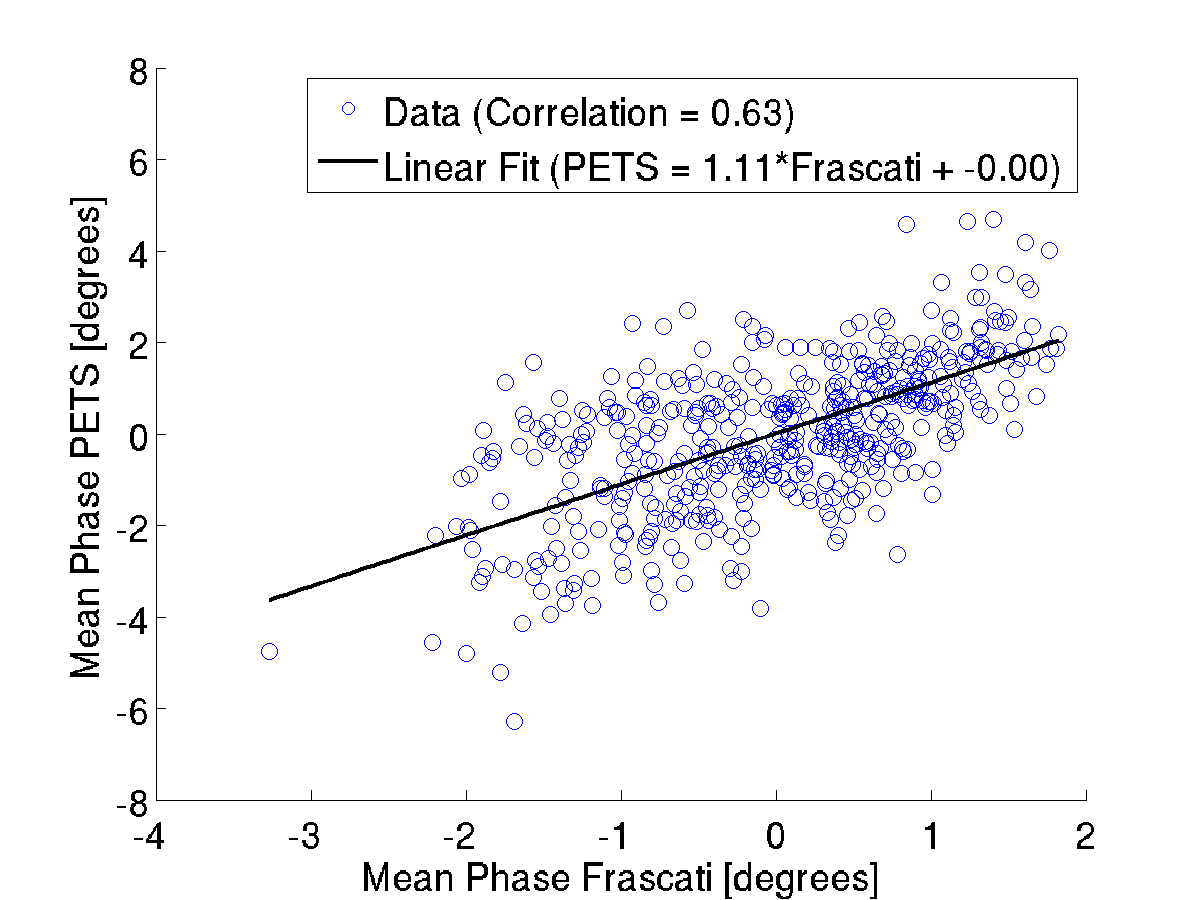 Data (Correlation = 0.63)
Linear Fit (PETS = 1.11*Frascati + -0.00)
8
6
4
2
0
-2
-4
-6
-8
Mean Phase PETS [degrees]
-4 -3 -2 -1 0 1 2
Mean Phase Frascati [degrees]